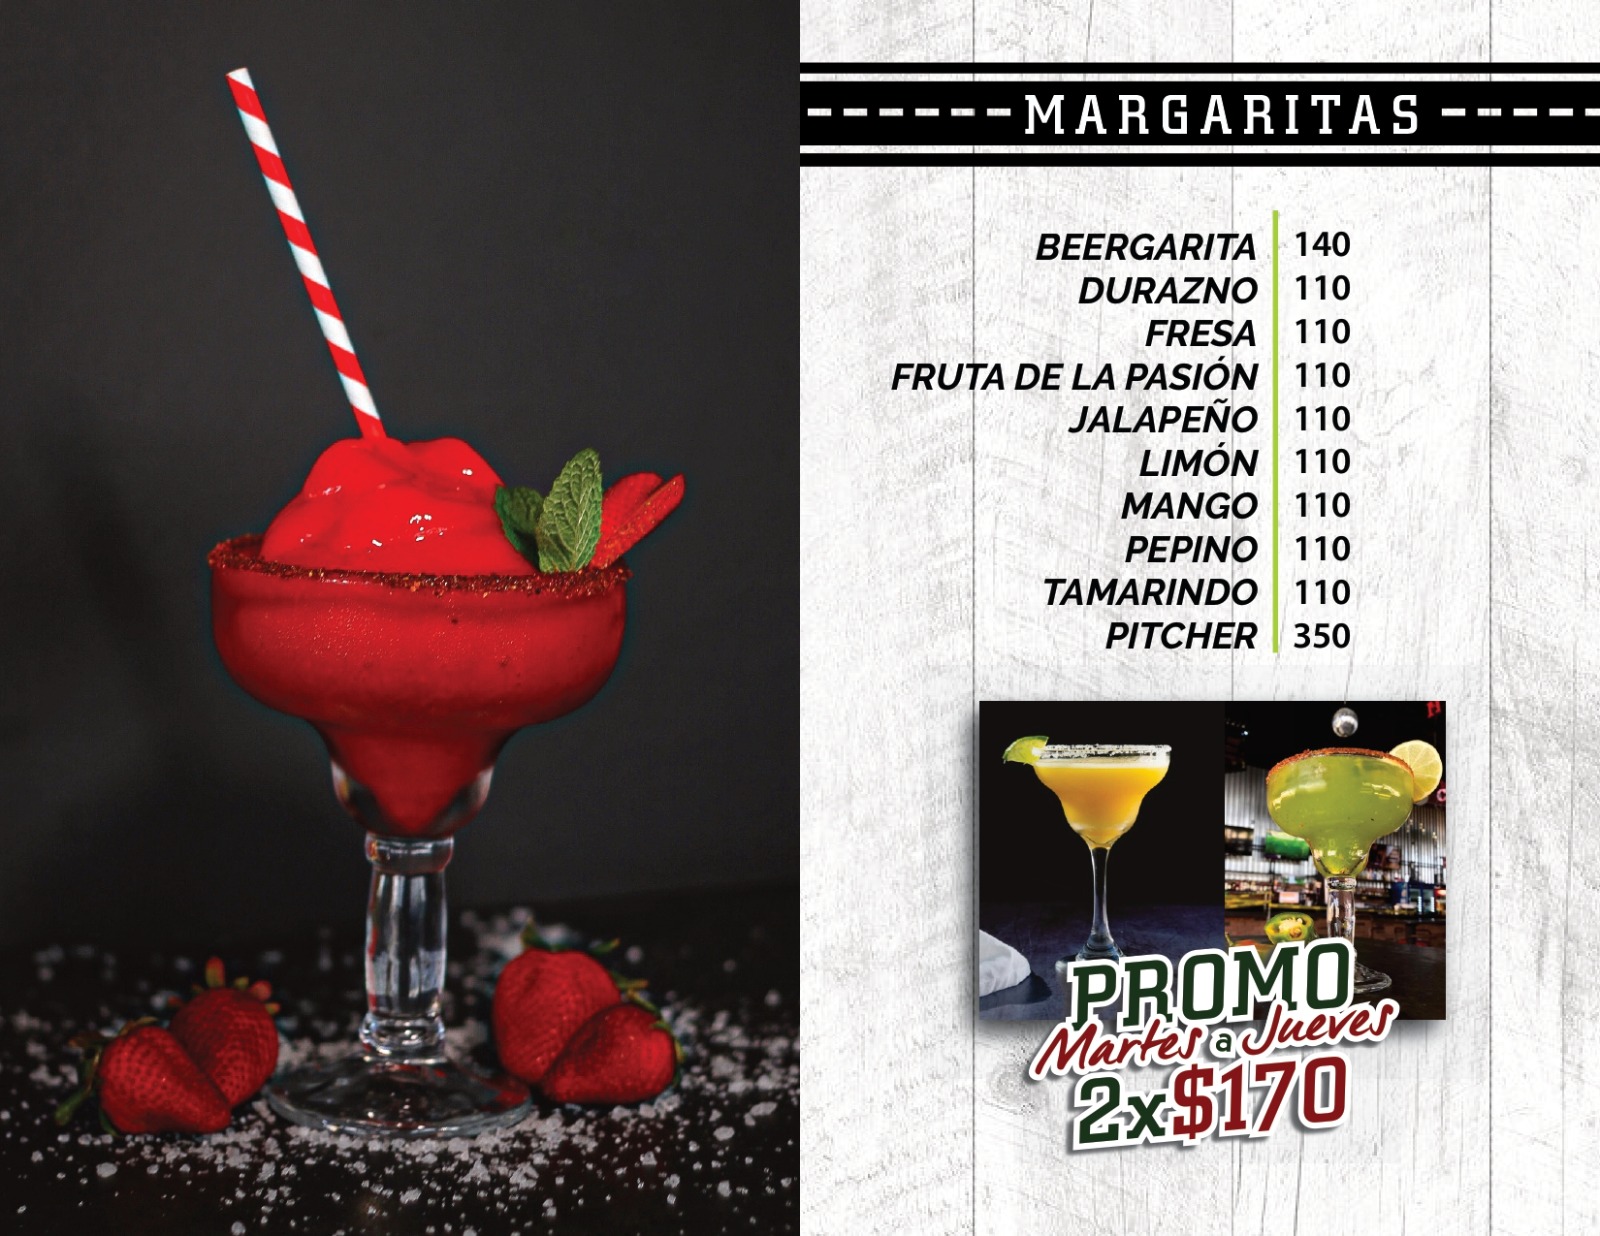 MARGARITAS
BEERGARITA 140
DURAZNO 110
FRESA 110
FRUTA DE LA PASIÓN 110
JALAPEÑO 110
LIMÓN 110
MANGO 110
PEPINO 110
TAMARINDO 110
PITCHER 350
PROMO
Martes a Jueves
2x$170